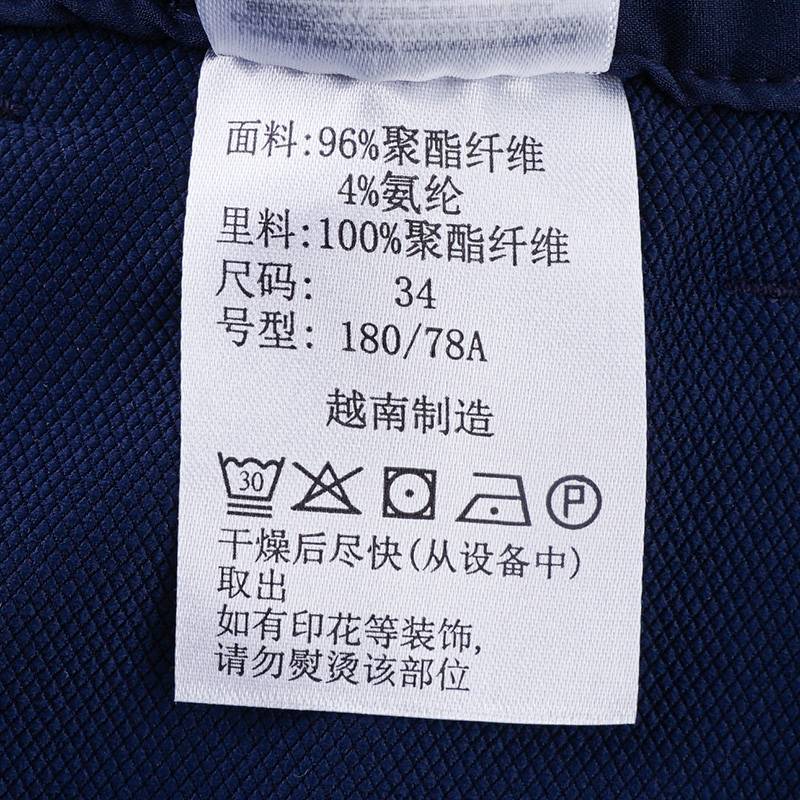 面料:96%聚酯纤维
4%氨纶
里料:100%聚酯纤维
尺码: 34
号型: 180/78A
越南制造
30
P
干燥后尽快(从设备中)
取出
如有印花等装饰,
请勿熨烫该部位